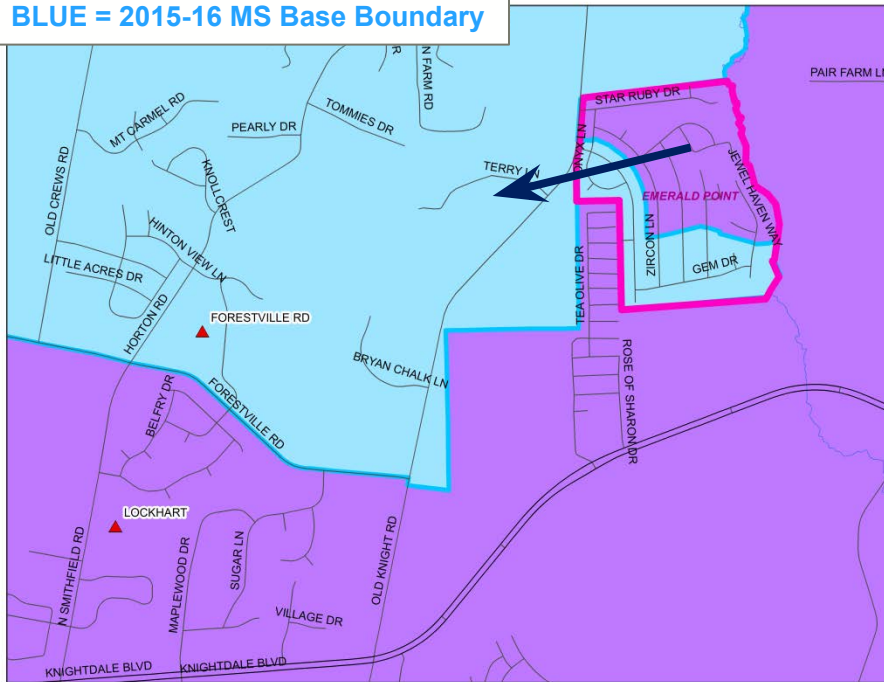 BLUE = 2015-16 MS Base Boundary
PAIR FARM LN
N FARM RD
R
STAR RUBY DR
MT CARMEL RD
TOMMIES DR
PEARLY DR
ONYX LN
OLD CREWS RD
KNOLLCREST
TERRY LN
JEWEL HAVEN WAY
EMERALD POINT
HINTON VIEW LN
ZIRCON LN
LITTLE ACRES DR
GEM DR
TEA OLIVE DR
HORTON RD
FORESTVILLE RD
BRYAN CHALK LN
ROSE OF SHARON DR
BELFRY DR
FORESTVILLE RD
LOCKHART
N SMITHFIELD RD
MAPLEWOOD DR
SUGAR LN
OLD KNIGHT RD
VILLAGE DR
KNIGHTDALE BLVD
KNIGHTDALE BLVD